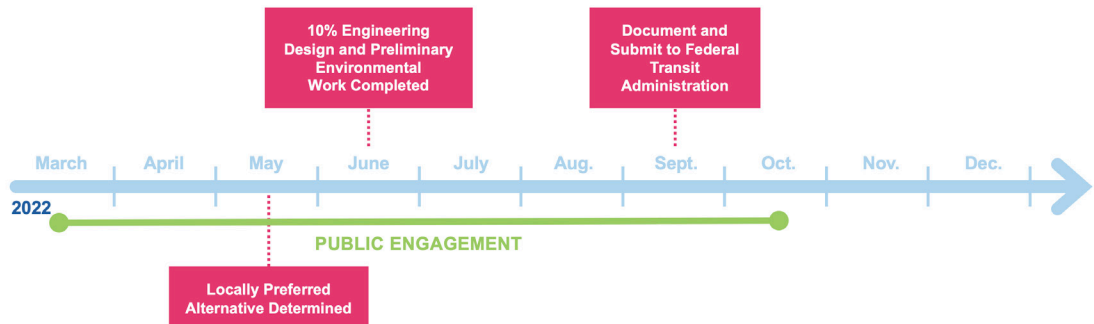 10% Engineering
Design and Preliminary
Environmental
Work Completed
Document and
Submit to Federal
Transit
Administration
March April May June July Aug. Sept. Oct. Nov. Dec.
2022
PUBLIC ENGAGEMENT
Locally Preferred
Alternative Determined